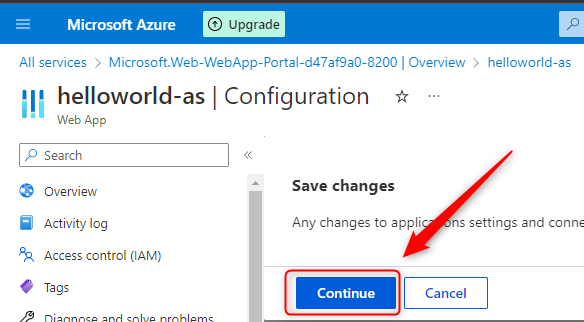 Microsoft Azure
Upgrade
All services > Microsoft.Web-WebApp-Portal-d47af9a0-8200 | Overview > helloworld-as
helloworld-as | Configuration
Web App
Search
Save changes
Overview
Any changes to applications settings and
Activity log
Access control (IAM)
Tags
Continue
Cancel
Diagnose and solve problems